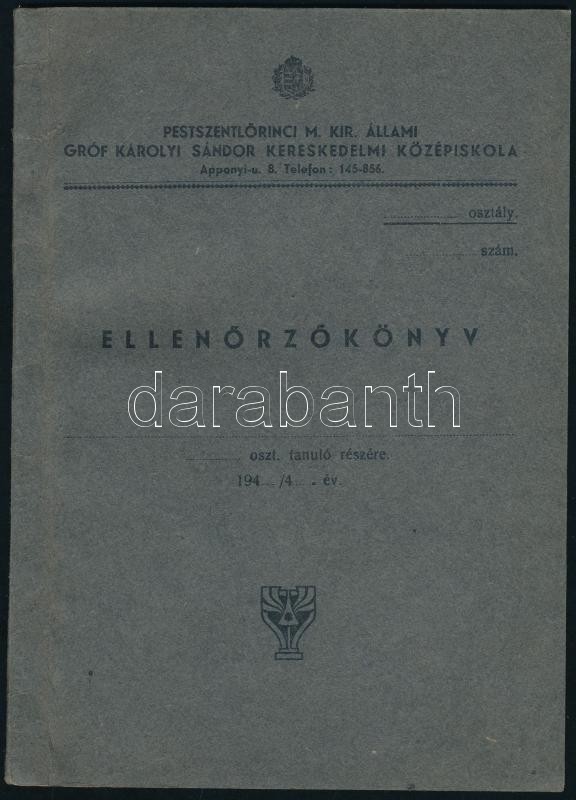 PESTSZENTLŐRINCI M. KIR. ÁLLAMI
GRÓF KÁROLYI SÁNDOR KERESKEDELMI KÖZÉPISKOLA
Apponyi-u. 8. Telefon: 145-856.
.................... osztály.
.................... szám.
ELLENŐRZŐKÖNYV
darabanth
.............. oszt. tanuló részére.
194.... /4.... . év.